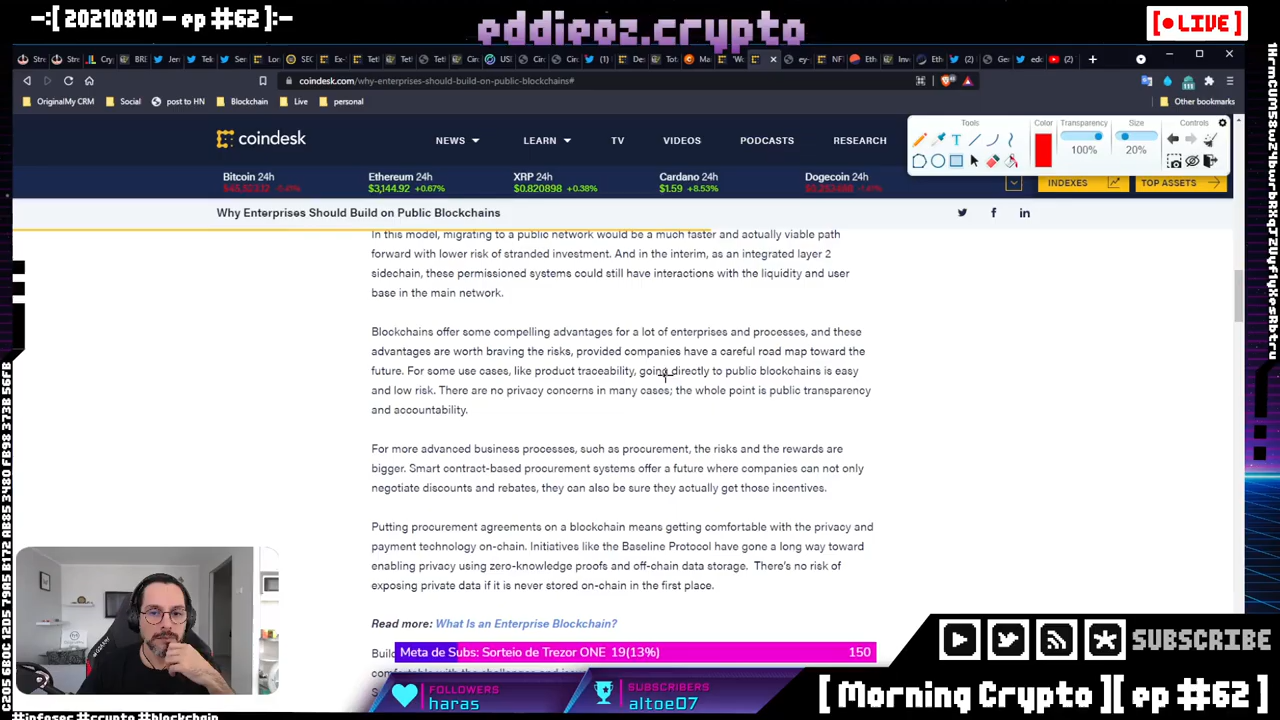 –:[ 20210810 – ep #62 ]:–
eddieoz.crypto
[● LIVE]
coindesk.com/why-enterprises-should-build-on-public-blockchains#
OriginalMy CRM
Social
post to HN
Blockchain
Live
personal
Other bookmarks
coindesk
NEWS
LEARN
TV
VIDEOS
PODCASTS
RESEARCH
Tools
Color
Transparency
Size
Controls
100%
20%
Bitcoin 24h
Ethereum 24h
XRP 24h
Cardano 24h
Dogecoin 24h
$3,144.92 +0.67%
$0.820898 +0.38%
$1.59 +8.53%
INDEXES
TOP ASSETS
Why Enterprises Should Build on Public Blockchains
In this model, migrating to a public network would be a much faster and actually viable path
forward with lower risk of stranded investment. And in the interim, as an integrated layer 2
sidechain, these permissioned systems could still have interactions with the liquidity and user
base in the main network.
Blockchains offer some compelling advantages for a lot of enterprises and processes, and these
advantages are worth braving the risks, provided companies have a careful road map toward the
future. For some use cases, like product traceability, going directly to public blockchains is easy
and low risk. There are no privacy concerns in many cases; the whole point is public transparency
and accountability.
For more advanced business processes, such as procurement, the risks and the rewards are
bigger. Smart contract-based procurement systems offer a future where companies can not only
negotiate discounts and rebates, they can also be sure they actually get those incentives.
Putting procurement agreements on a blockchain means getting comfortable with the privacy and
payment technology on-chain. Initiatives like the Baseline Protocol have gone a long way toward
enabling privacy using zero-knowledge proofs and off-chain data storage. There's no risk of
exposing private data if it is never stored on-chain in the first place.
Read more: What Is an Enterprise Blockchain?
Meta de Subs: Sorteio de Trezor ONE 19(13%)
150
SUBSCRIBE
FOLLOWERS
haras
SUBSCRIBERS
altoe07
[ Morning Crypto ][ ep #62 ]
#infosec #crypto #blockchain